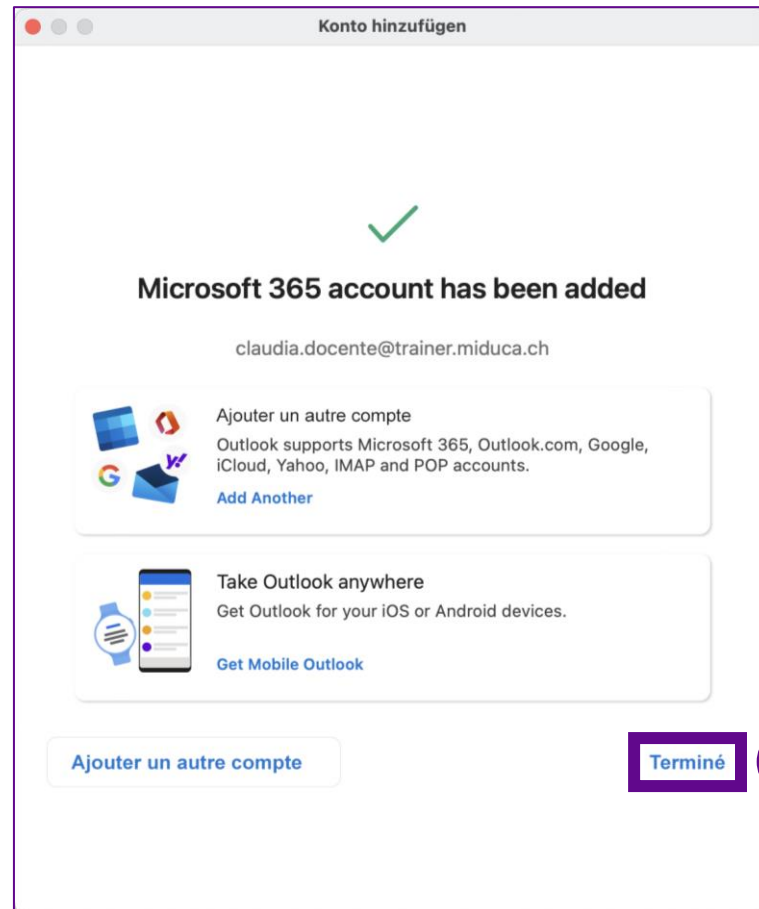 Konto hinzufügen
Microsoft 365 account has been added
claudia.docente@trainer.miduca.ch
Ajouter un autre compte
Outlook supports Microsoft 365, Outlook.com, Google,
iCloud, Yahoo, IMAP and POP accounts.
Add Another
Take Outlook anywhere
Get Outlook for your iOS or Android devices.
Get Mobile Outlook
Ajouter un autre compte
Terminé